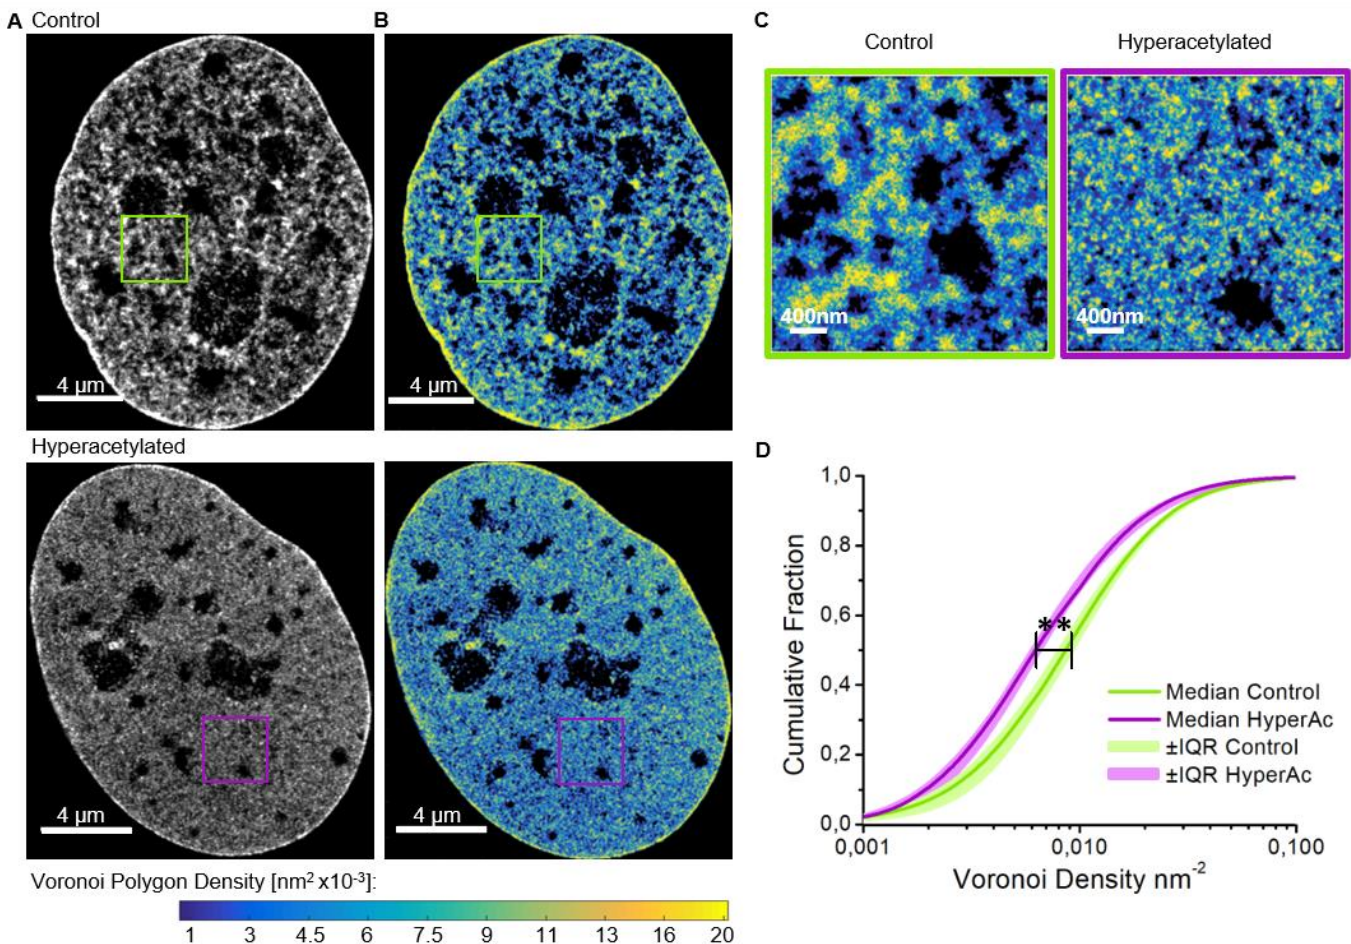 A Control
B
C
Control
Hyperacetylated
4 µm
4 µm
400nm
400nm
Hyperacetylated
4 µm
4 µm
D
1,0
0,8
0,6
0,4
0,2
0,0
Cumulative Fraction
**
Median Control
Median HyperAc
±IQR Control
±IQR HyperAc
0,001
0,010
0,100
Voronoi Density nm⁻²
Voronoi Polygon Density [nm² x10⁻³]:
1 3 4.5 6 7.5 9 11 13 16 20